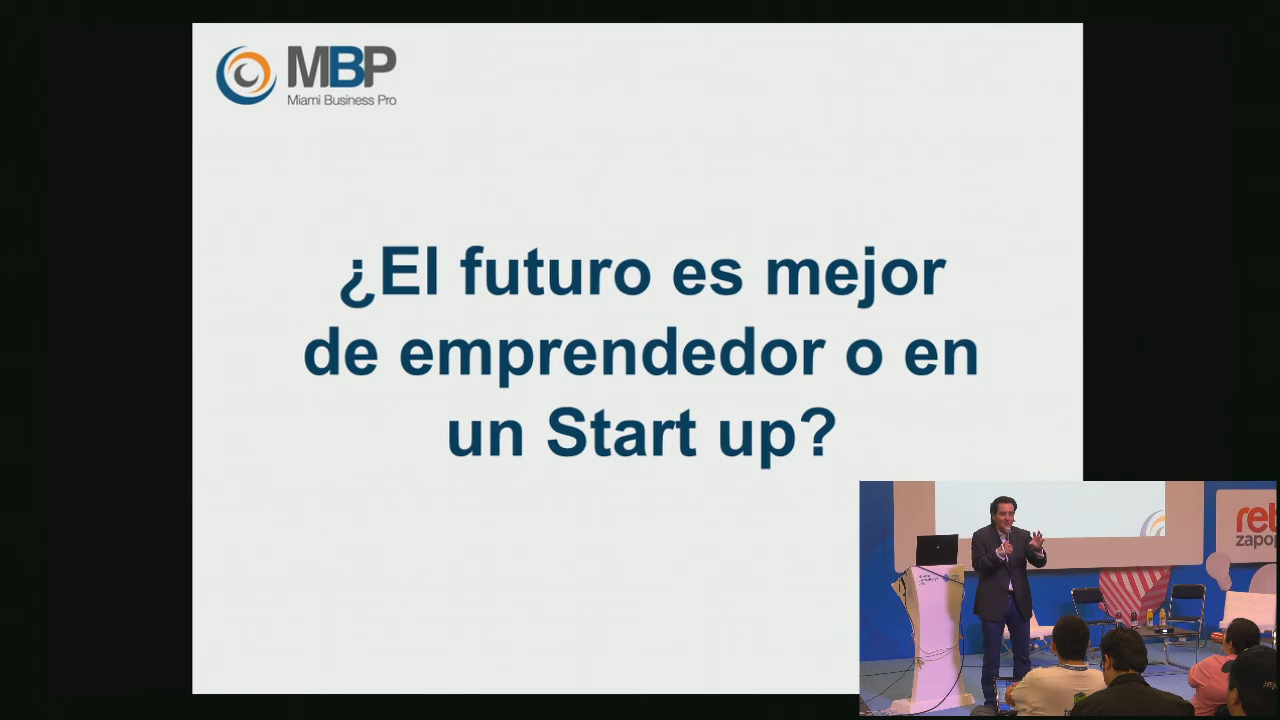 MBP
Miami Business Pro
¿El futuro es mejor
de emprendedor o en
un Start up?